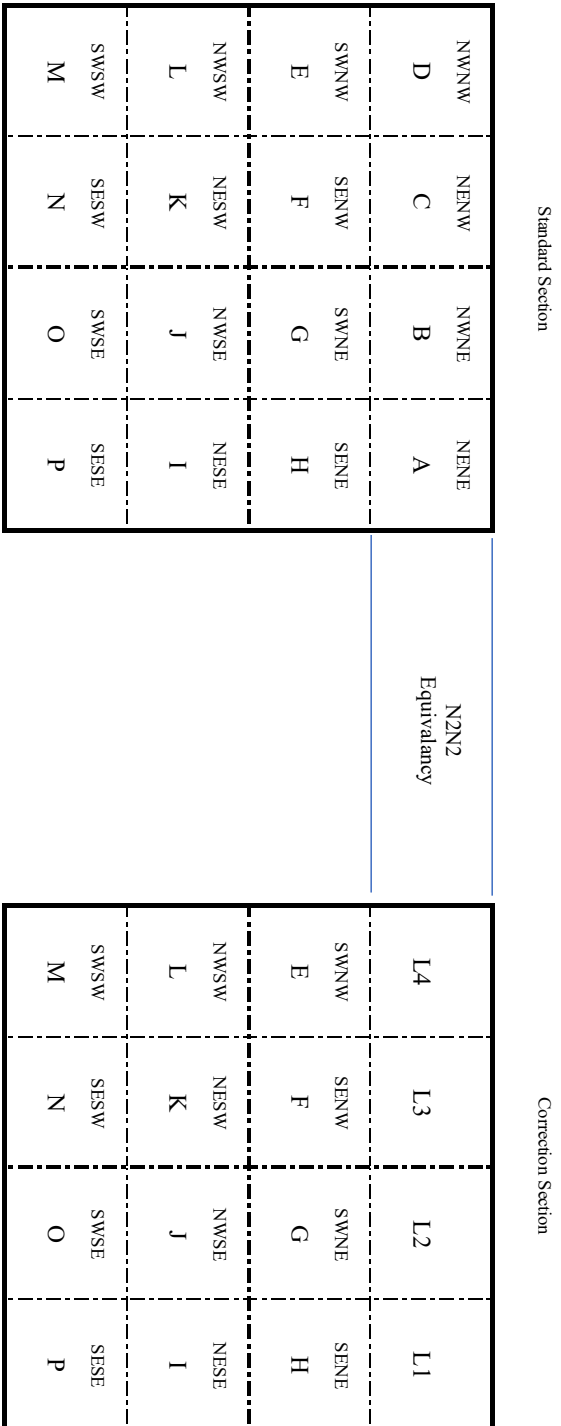 Standard Section
NWNW
NENW
NWNE
NENE
D
C
B
A
SWNW
SENW
SWNE
SENE
E
F
G
H
NWSW
NESW
NWSE
NESE
L
K
J
I
SWSW
SESW
SWSE
SESE
M
N
O
P
N2N2
Equivalancy
Correction Section
L4
L3
L2
L1
SWNW
SENW
SWNE
SENE
E
F
G
H
NWSW
NESW
NWSE
NESE
L
K
J
I
SWSW
SESW
SWSE
SESE
M
N
O
P